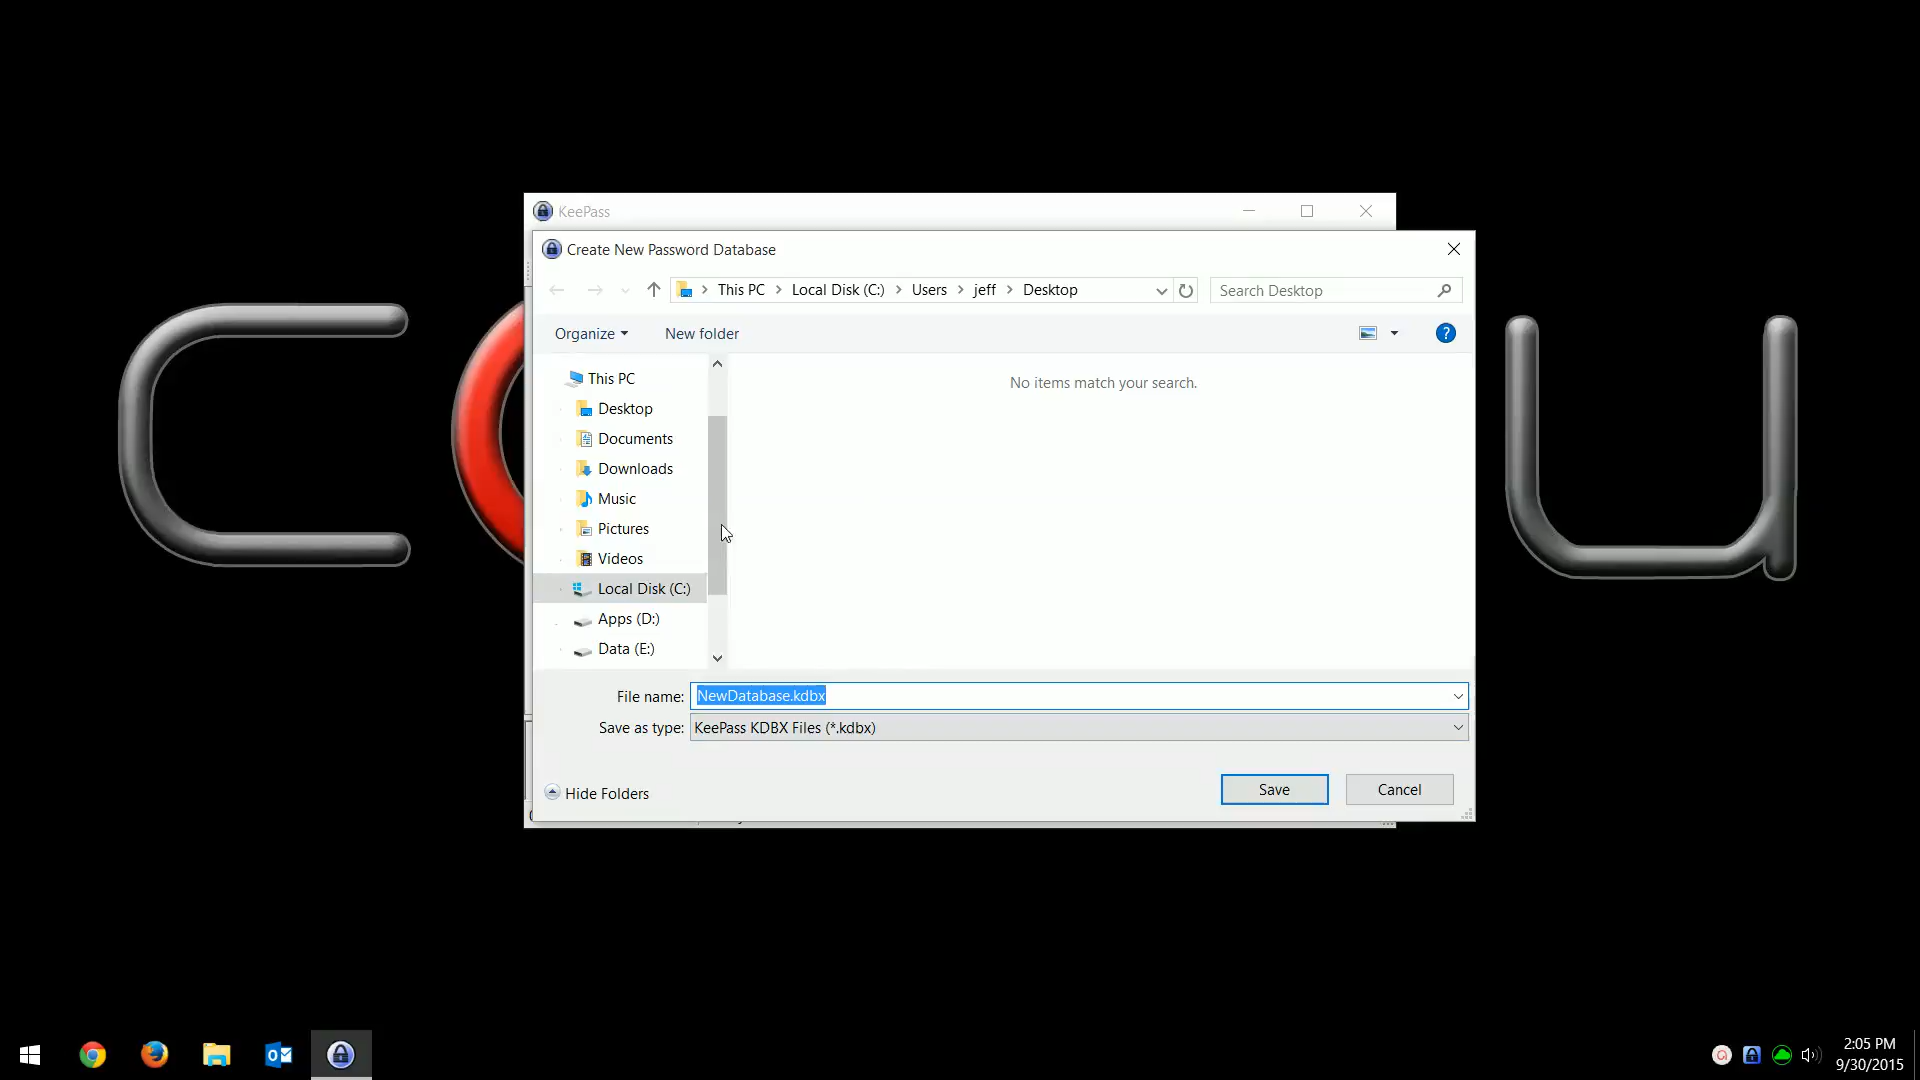 KeePass
Create New Password Database
This PC
Local Disk (C:)
Users
jeff
Desktop
Search Desktop
Organize
New folder
?
This PC
No items match your search.
Desktop
Documents
Downloads
Music
Pictures
Videos
Local Disk (C:)
Apps (D:)
Data (E:)
File name: NewDatabase.kdbx
Save as type: KeePass KDBX Files (*.kdbx)
Save
Cancel
Hide Folders
2:05 PM
9/30/2015